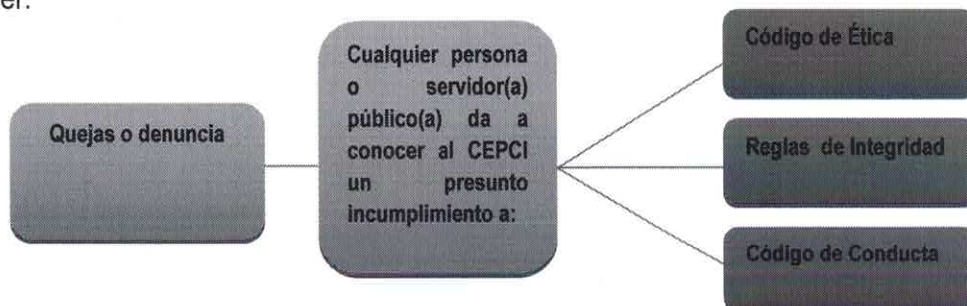 er:
Quejas o denuncia
Cualquier persona
o servidor(a)
público(a) da a
conocer al CEPCI
un presunto
incumplimiento a:
Código de Ética
Reglas de Integridad
Código de Conducta